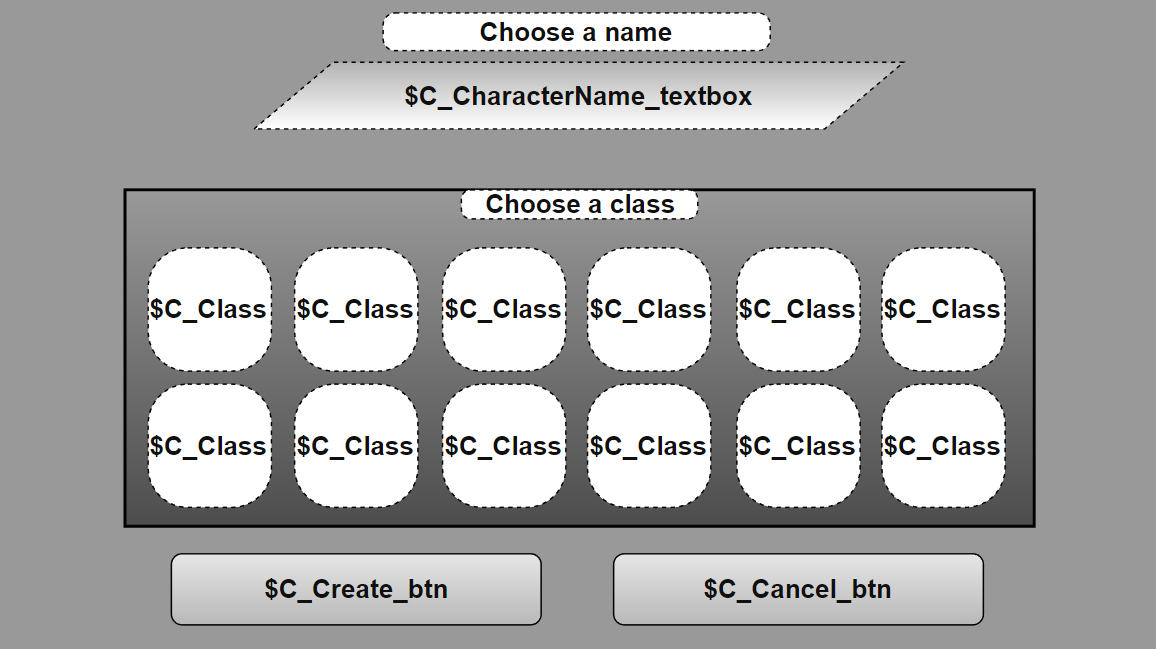 Choose a name
$C_CharacterName_textbox
Choose a class
$C_Class $C_Class $C_Class $C_Class $C_Class $C_Class
$C_Class $C_Class $C_Class $C_Class $C_Class $C_Class
$C_Create_btn $C_Cancel_btn